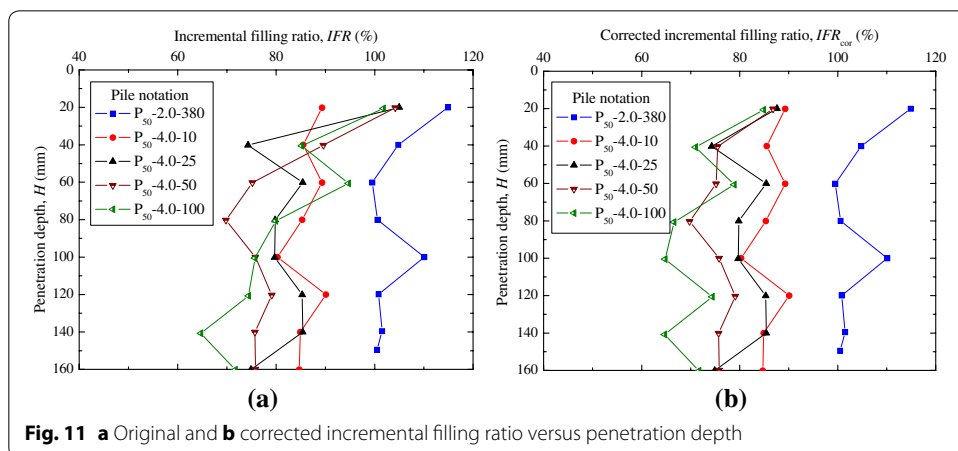 Incremental filling ratio, IFR (%)
40 60 80 100 120
0
20
40
60
80
100
120
140
160
Penetration depth, H (mm)
Pile notation
P50-2.0-380
P50-4.0-10
P50-4.0-25
P50-4.0-50
P50-4.0-100
(a)
Corrected incremental filling ratio, IFRcor (%)
40 60 80 100 120
0
20
40
60
80
100
120
140
160
Penetration depth, H (mm)
Pile notation
P50-2.0-380
P50-4.0-10
P50-4.0-25
P50-4.0-50
P50-4.0-100
(b)
Fig. 11 a Original and b corrected incremental filling ratio versus penetration depth